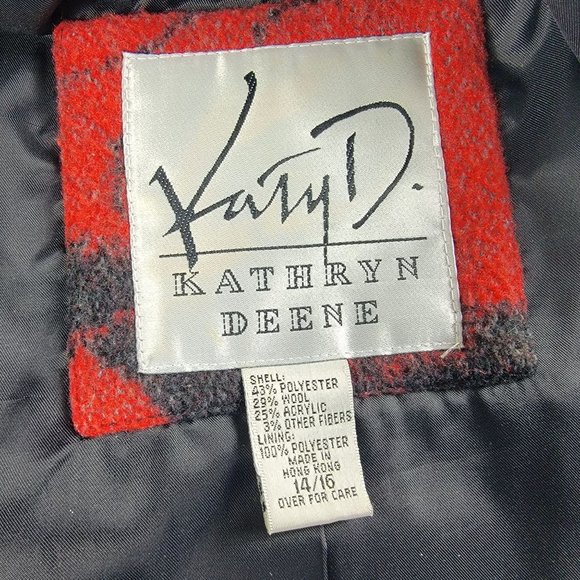 Katy D.
KATHRYN
DEENE
SHELL:
43% POLYESTER
29% WOOL
25% ACRYLIC
3% OTHER FIBERS
LINING:
100% POLYESTER
MADE IN
HONG KONG
14/16
OVER FOR CARE